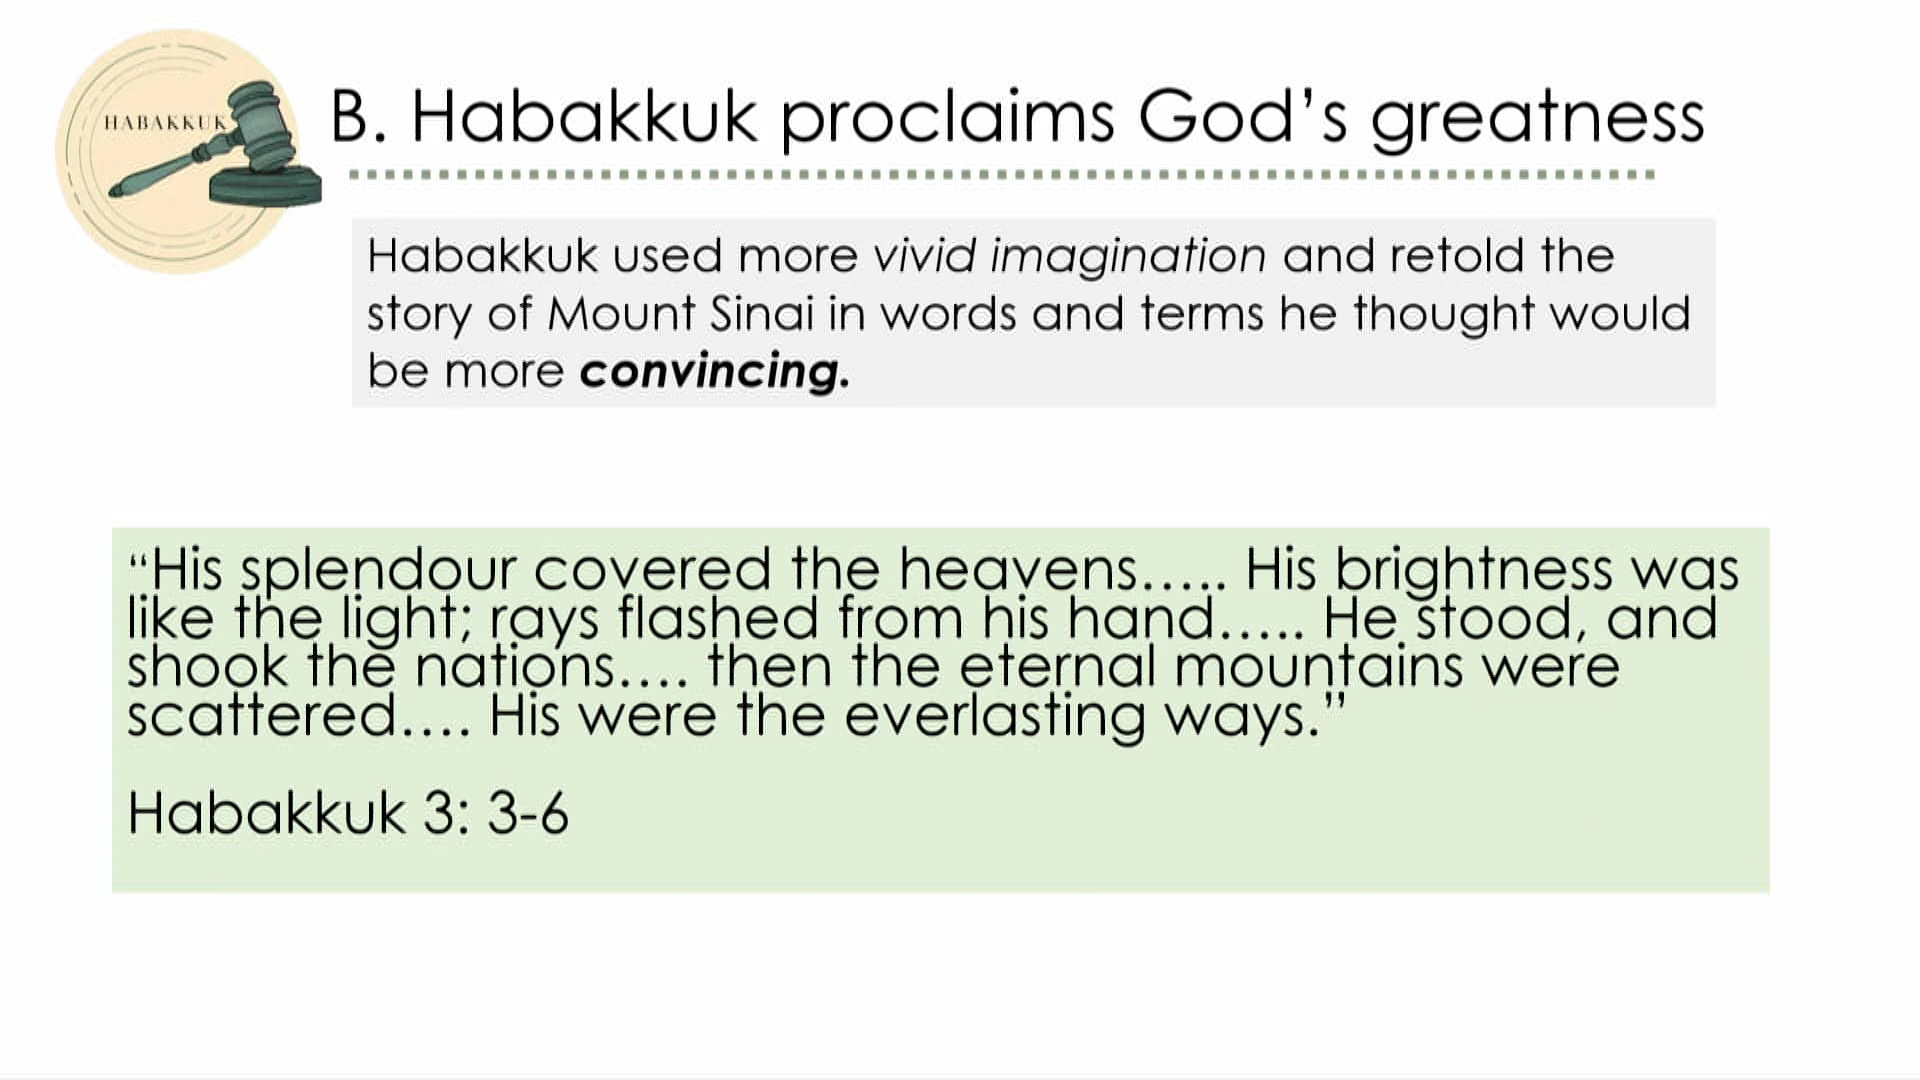 HABAKKUK
B. Habakkuk proclaims God’s greatness
Habakkuk used more vivid imagination and retold the
story of Mount Sinai in words and terms he thought would
be more convincing.
“His splendour covered the heavens….. His brightness was
like the light; rays flashed from his hand….. He stood, and
shook the nations…. then the eternal mountains were
scattered…. His were the everlasting ways.”
Habakkuk 3: 3-6